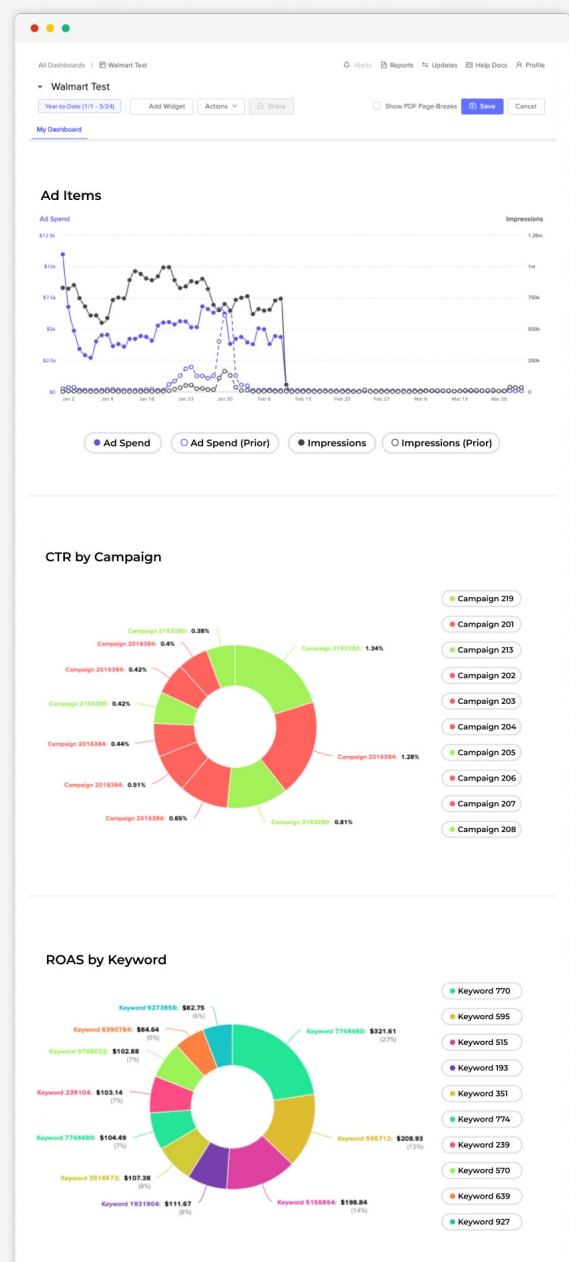 All Dashboards / Walmart Test
Alerts Reports Updates Help Docs Profile
Walmart Test
Year-to-Date (1/1 - 3/24) Add Widget Actions Share Show PDF Page-Breaks Save Cancel
My Dashboard
Ad Items
Ad Spend Impressions
$12.5k 1.25m
$10k 1m
$7.5k 750k
$5k 500k
$2.5k 250k
$0 0
Jan 2 Jan 9 Jan 16 Jan 23 Jan 30 Feb 6 Feb 13 Feb 20 Feb 27 Mar 6 Mar 13 Mar 20
Ad Spend Ad Spend (Prior) Impressions Impressions (Prior)
CTR by Campaign
Campaign 2193280: 0.38%
Campaign 2016384: 0.4%
Campaign 2193280: 1.34%
Campaign 2016384: 0.42%
Campaign 2193280: 0.42%
Campaign 2016384: 0.44%
Campaign 2016384: 1.28%
Campaign 2016384: 0.51%
Campaign 2016384: 0.65%
Campaign 2193280: 0.81%
Campaign 219
Campaign 201
Campaign 213
Campaign 202
Campaign 203
Campaign 204
Campaign 205
Campaign 206
Campaign 207
Campaign 208
ROAS by Keyword
Keyword 9273856: $82.75
(6%)
Keyword 6390784: $84.64
(6%)
Keyword 7748480: $321.61
(23%)
Keyword 5708032: $102.88
(7%)
Keyword 239104: $103.14
(7%)
Keyword 7748480: $104.49
(7%)
Keyword 595712: $208.93
(15%)
Keyword 3516672: $107.38
(8%)
Keyword 1931904: $111.67
(8%)
Keyword 5156864: $198.84
(14%)
Keyword 770
Keyword 595
Keyword 515
Keyword 193
Keyword 351
Keyword 774
Keyword 239
Keyword 570
Keyword 639
Keyword 927